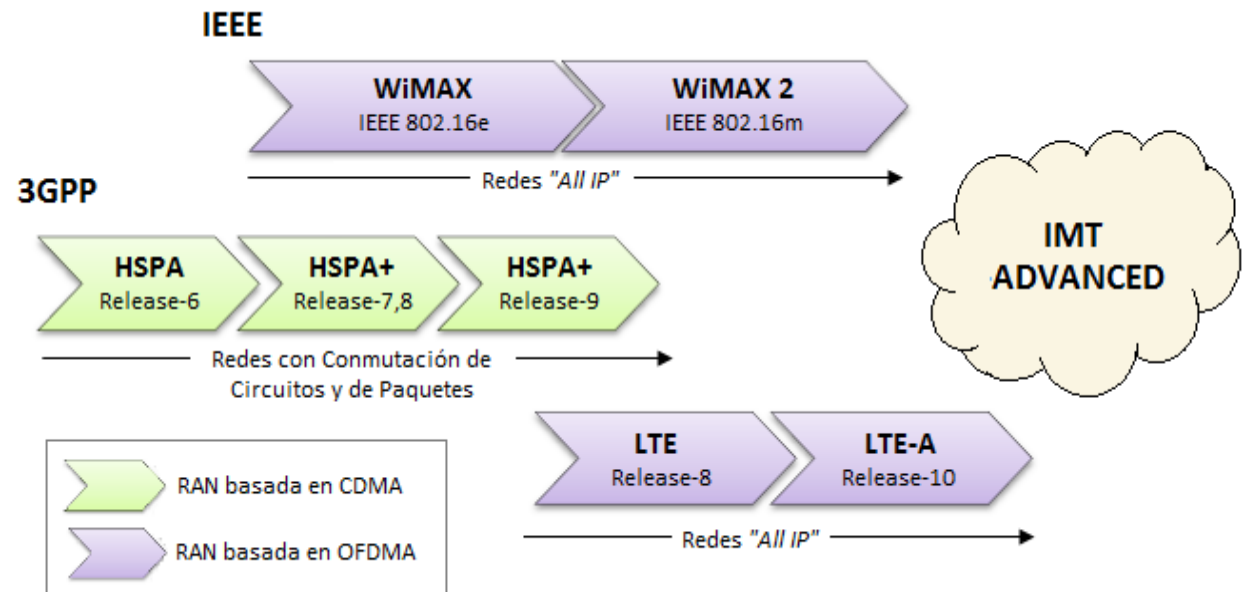 IEEE
WiMAX
IEEE 802.16e
WiMAX 2
IEEE 802.16m
Redes "All IP"
3GPP
HSPA
Release-6
HSPA+
Release-7,8
HSPA+
Release-9
IMT
ADVANCED
Redes con Conmutación de
Circuitos y de Paquetes
LTE
Release-8
LTE-A
Release-10
Redes "All IP"
RAN basada en CDMA
RAN basada en OFDMA